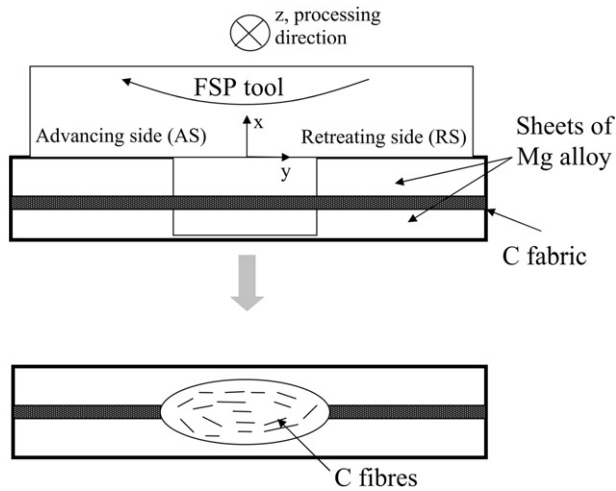 z, processing
direction
FSP tool
Advancing side (AS)
x
Retreating side (RS)
y
Sheets of
Mg alloy
C fabric
C fibres